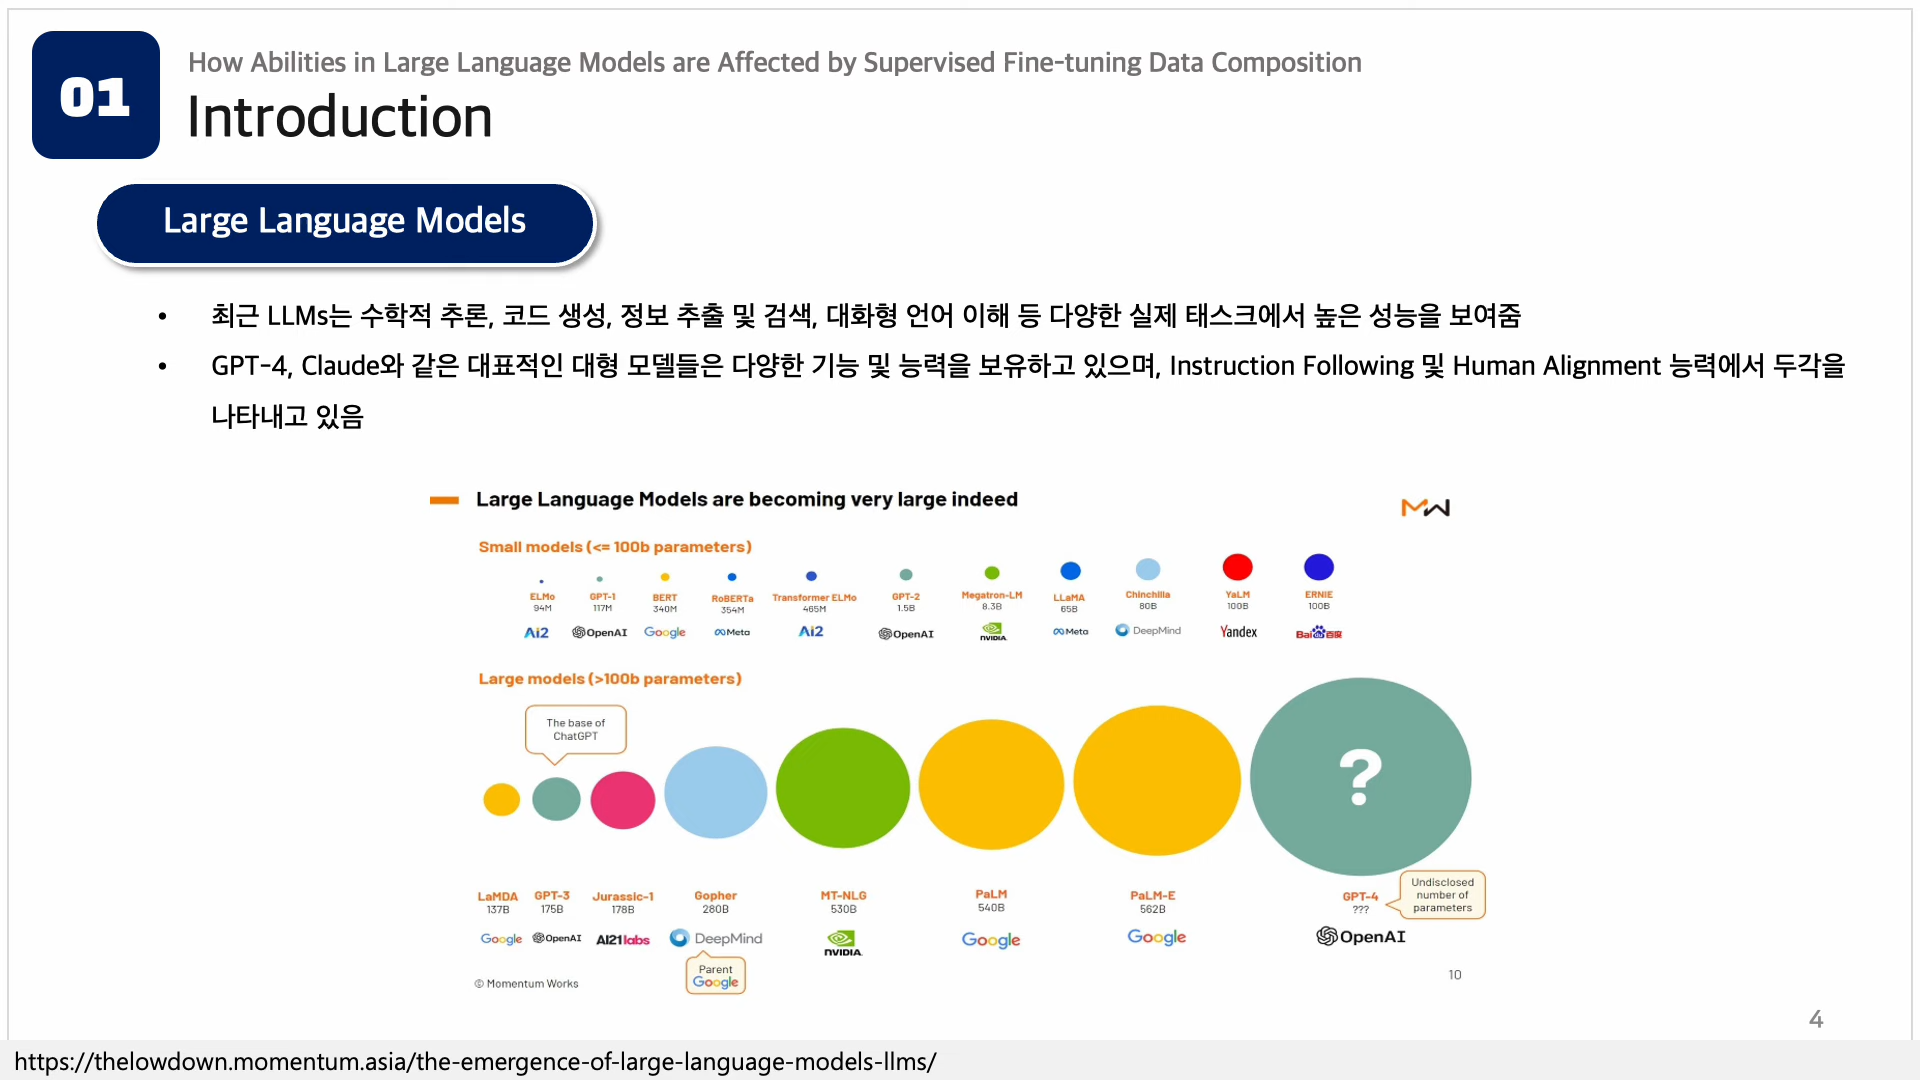 01
How Abilities in Large Language Models are Affected by Supervised Fine-tuning Data Composition
Introduction
Large Language Models
• 최근 LLMs는 수학적 추론, 코드 생성, 정보 추출 및 검색, 대화형 언어 이해 등 다양한 실제 태스크에서 높은 성능을 보여줌
• GPT-4, Claude와 같은 대표적인 대형 모델들은 다양한 기능 및 능력을 보유하고 있으며, Instruction Following 및 Human Alignment 능력에서 두각을
나타내고 있음
Large Language Models are becoming very large indeed
MW
Small models (<= 100b parameters)
ELMo GPT-1 BERT RoBERTa Transformer ELMo GPT-2 Megatron-LM LLaMA Chinchilla YaLM ERNIE
94M 117M 340M 354M 465M 1.5B 8.3B 65B 80B 100B 100B
Ai2 OpenAI Google Meta Ai2 OpenAI NVIDIA Meta DeepMind Yandex Bai百度
Large models (>100b parameters)
The base of
ChatGPT
?
LaMDA GPT-3 Jurassic-1 Gopher MT-NLG PaLM PaLM-E GPT-4
137B 175B 178B 280B 530B 540B 562B ???
Undisclosed
number of
parameters
Google OpenAI AI21labs DeepMind NVIDIA Google Google OpenAI
Parent
Google
© Momentum Works
10
4
https://thelowdown.momentum.asia/the-emergence-of-large-language-models-llms/